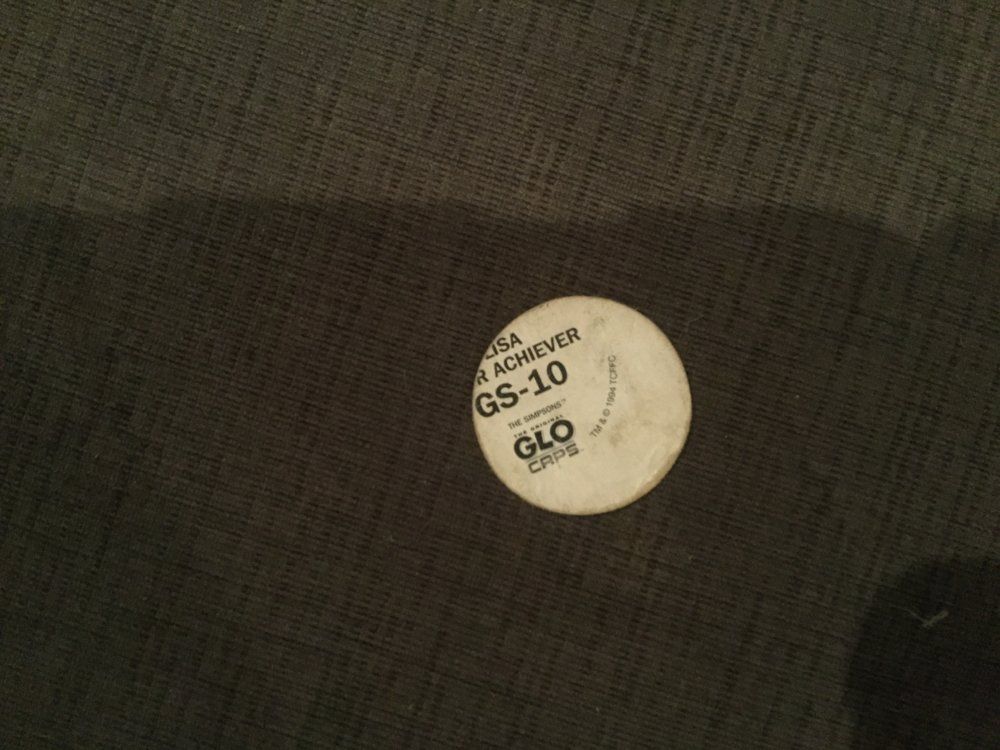 LISA
R ACHIEVER
GS-10
THE SIMPSONS™
THE ORIGINAL
GLO
CAPS
TM & © 1994 TCFFC